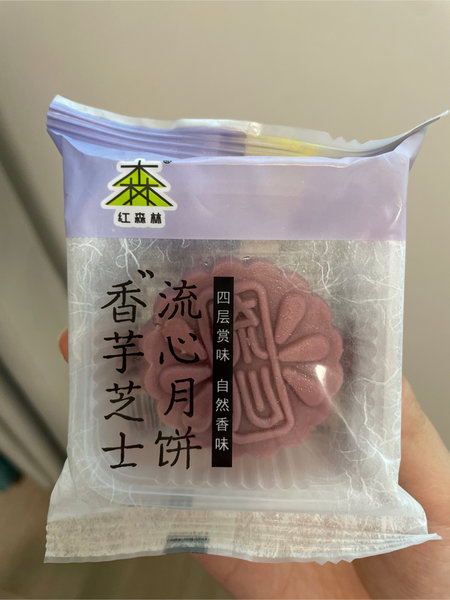 森
®
红森林
流心月饼
"香芋芝士
四层赏味 自然香味
流心